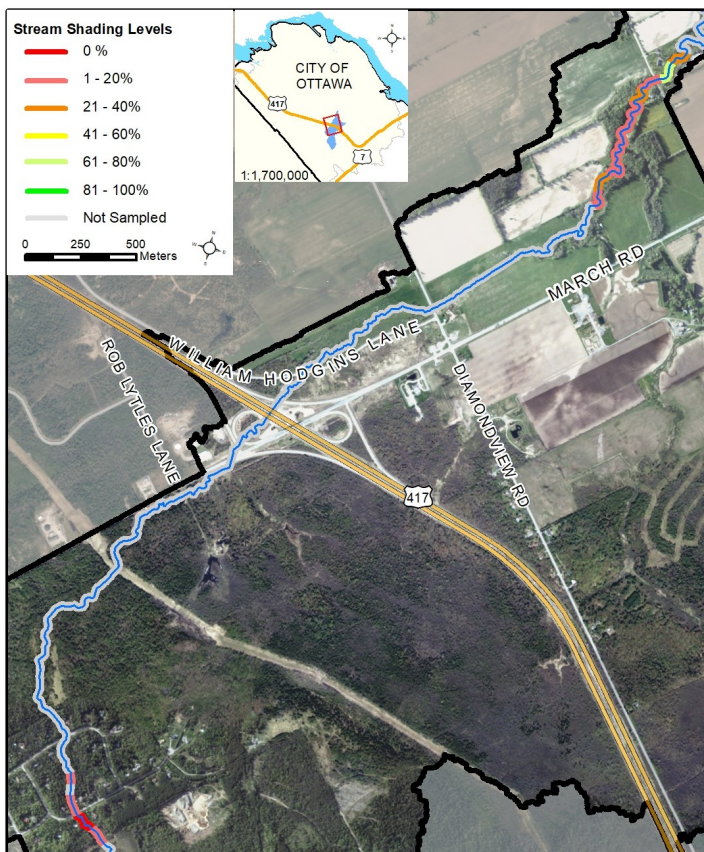 Stream Shading Levels
0 %
1 - 20%
21 - 40%
41 - 60%
61 - 80%
81 - 100%
Not Sampled
0 250 500
Meters
N
E
S
W
CITY OF
OTTAWA
417
7
1:1,700,000
N
E
S
W
MARCH RD
WILLIAM HODGINS LANE
ROB LYTLES LANE
DIAMONDVIEW RD
417